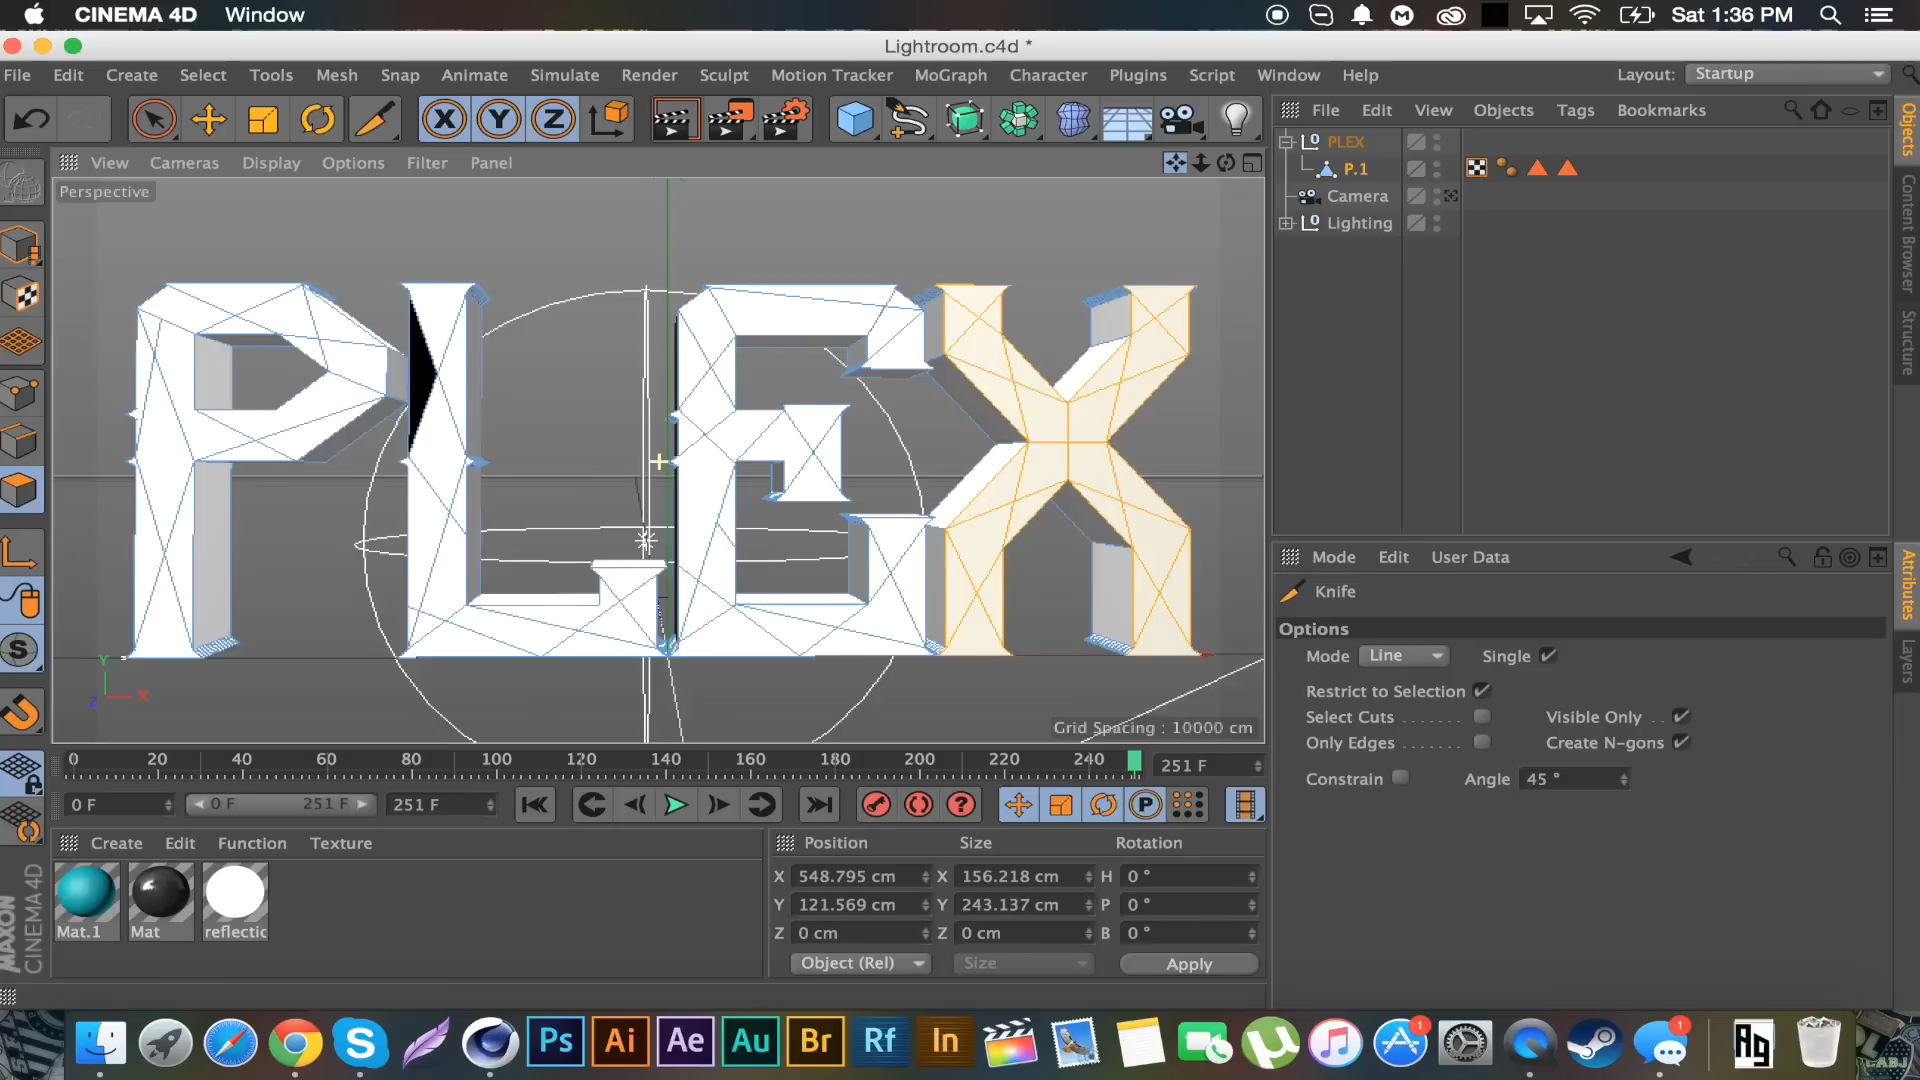 CINEMA 4D Window Sat 1:36 PM
Lightroom.c4d *
File Edit Create Select Tools Mesh Snap Animate Simulate Render Sculpt Motion Tracker MoGraph Character Plugins Script Window Help Layout: Startup
X Y Z
File Edit View Objects Tags Bookmarks
View Cameras Display Options Filter Panel
Perspective
PLEX
P.1
Camera
Lighting
Objects
Content Browser
Structure
PLEX
Y
X
Z
Grid Spacing : 10000 cm
Mode Edit User Data
Knife
Options
Mode Line Single
Restrict to Selection
Select Cuts Visible Only
Only Edges Create N-gons
Constrain Angle 45 °
Attributes
Layers
0 20 40 60 80 100 120 140 160 180 200 220 240 251 F
0 F 0 F 251 F 251 F
Create Edit Function Texture
Mat.1 Mat reflectic
MAXON
CINEMA 4D
Position Size Rotation
X 548.795 cm X 156.218 cm H 0 °
Y 121.569 cm Y 243.137 cm P 0 °
Z 0 cm Z 0 cm B 0 °
Object (Rel) Size Apply
Ps Ai Ae Au Br Rf In 1 1 Ag